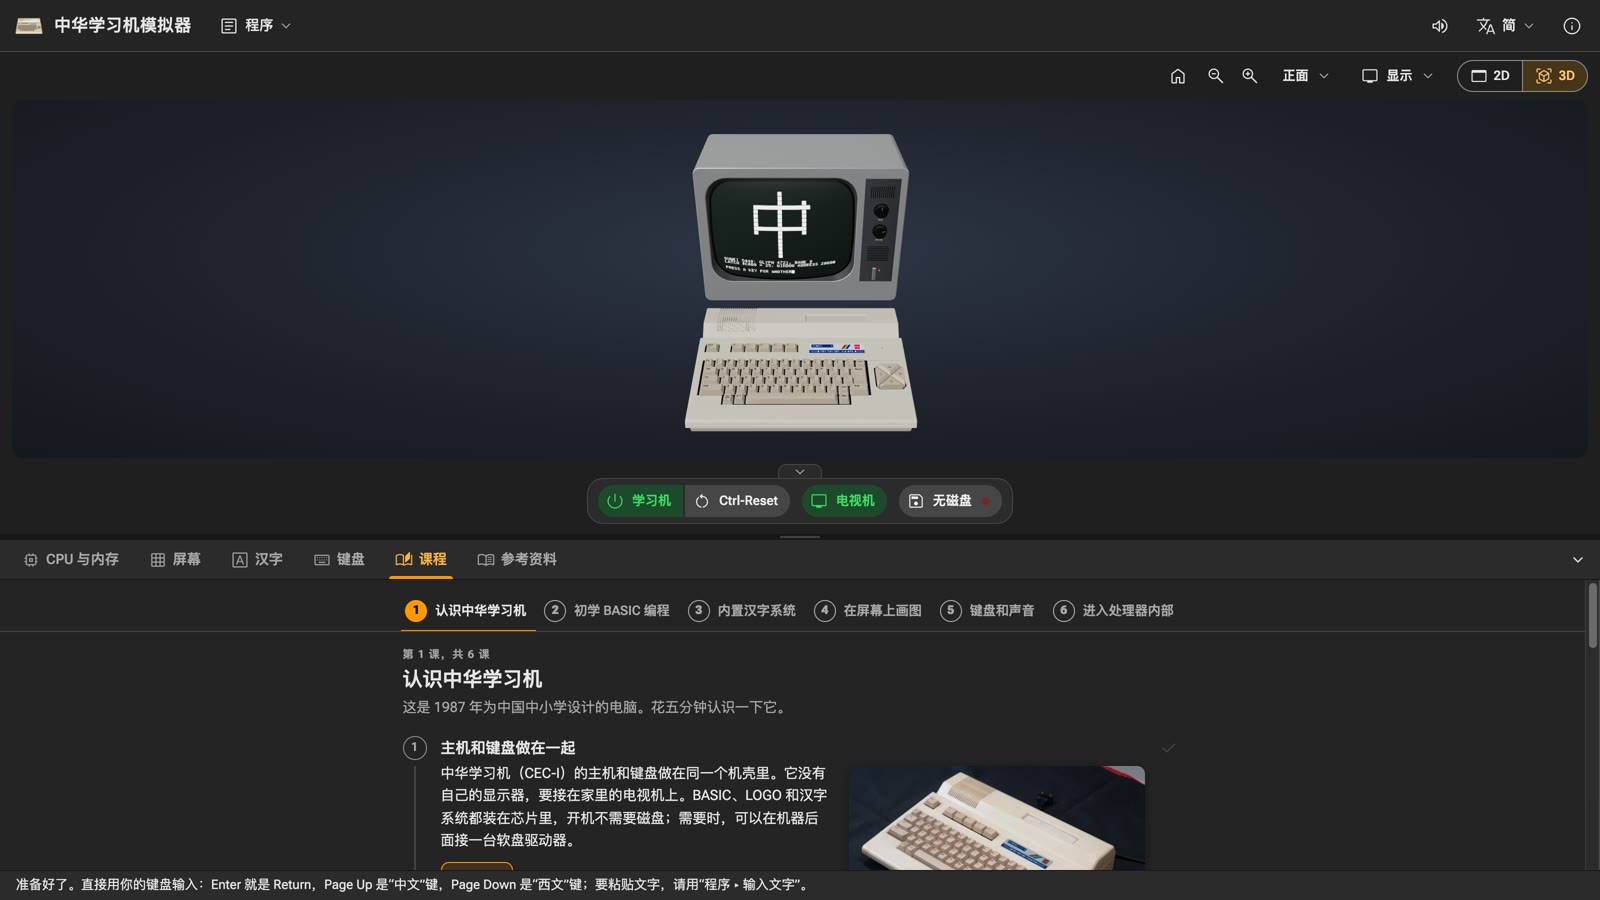 中华学习机模拟器
程序
简
正面
显示
2D
3D
中
PRESS A KEY FOR ANOTHER
学习机
Ctrl-Reset
电视机
无磁盘
CPU 与内存
屏幕
汉字
键盘
课程
参考资料
1 认识中华学习机
2 初学 BASIC 编程
3 内置汉字系统
4 在屏幕上画图
5 键盘和声音
6 进入处理器内部
第 1 课，共 6 课
认识中华学习机
这是 1987 年为中国中小学设计的电脑。花五分钟认识一下它。
1 主机和键盘做在一起
中华学习机（CEC-I）的主机和键盘做在同一个机壳里。它没有
自己的显示器，要接在家里的电视机上。BASIC、LOGO 和汉字
系统都装在芯片里，开机不需要磁盘；需要时，可以在机器后
面接一台软盘驱动器。
准备好了。直接用你的键盘输入：Enter 就是 Return，Page Up 是“中文”键，Page Down 是“西文”键；要粘贴文字，请用“程序 ▸ 输入文字”。